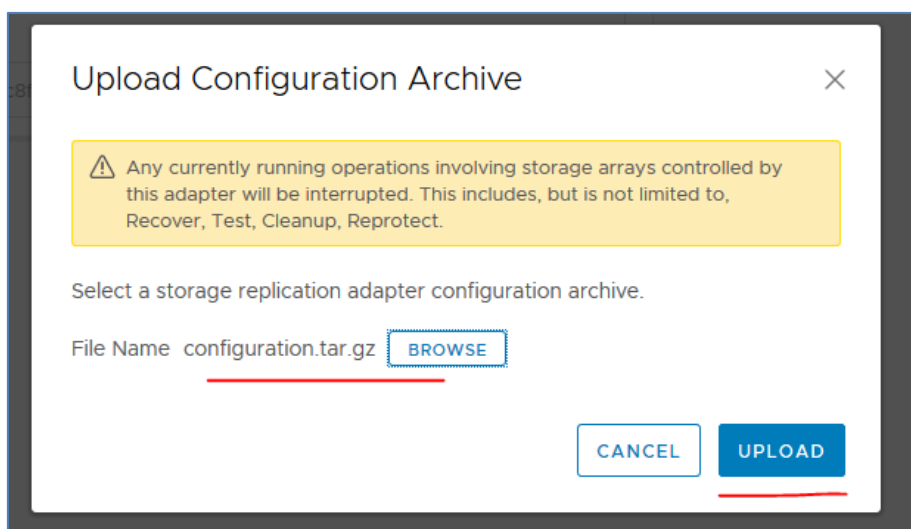 Upload Configuration Archive
Any currently running operations involving storage arrays controlled by
this adapter will be interrupted. This includes, but is not limited to,
Recover, Test, Cleanup, Reprotect.
Select a storage replication adapter configuration archive.
File Name configuration.tar.gz BROWSE
CANCEL UPLOAD